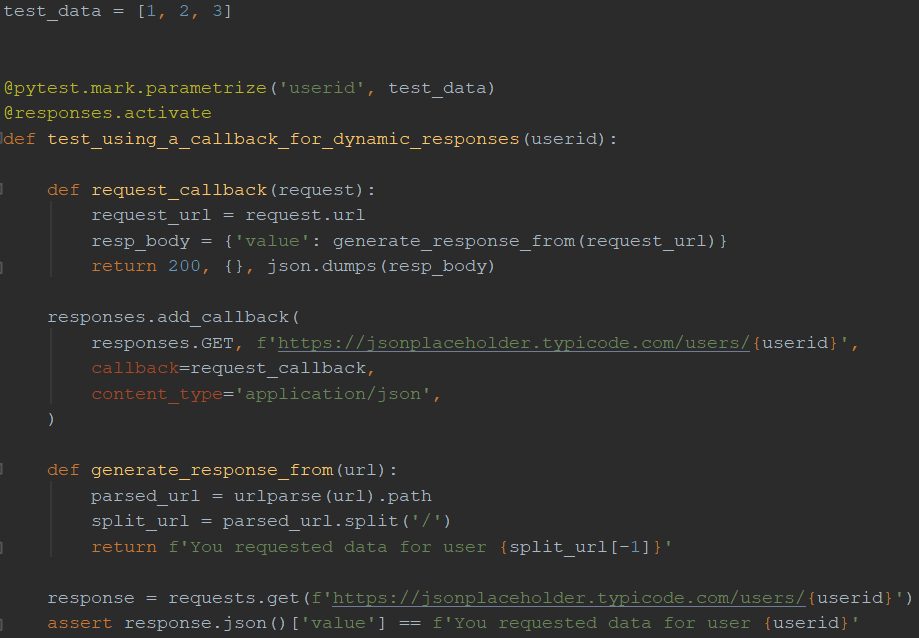 test_data = [1, 2, 3]
@pytest.mark.parametrize('userid', test_data)
@responses.activate
def test_using_a_callback_for_dynamic_responses(userid):
    def request_callback(request):
        request_url = request.url
        resp_body = {'value': generate_response_from(request_url)}
        return 200, {}, json.dumps(resp_body)
    responses.add_callback(
        responses.GET, f'https://jsonplaceholder.typicode.com/users/{userid}',
        callback=request_callback,
        content_type='application/json',
    )
    def generate_response_from(url):
        parsed_url = urlparse(url).path
        split_url = parsed_url.split('/')
        return f'You requested data for user {split_url[-1]}'
    response = requests.get(f'https://jsonplaceholder.typicode.com/users/{userid}')
    assert response.json()['value'] == f'You requested data for user {userid}'